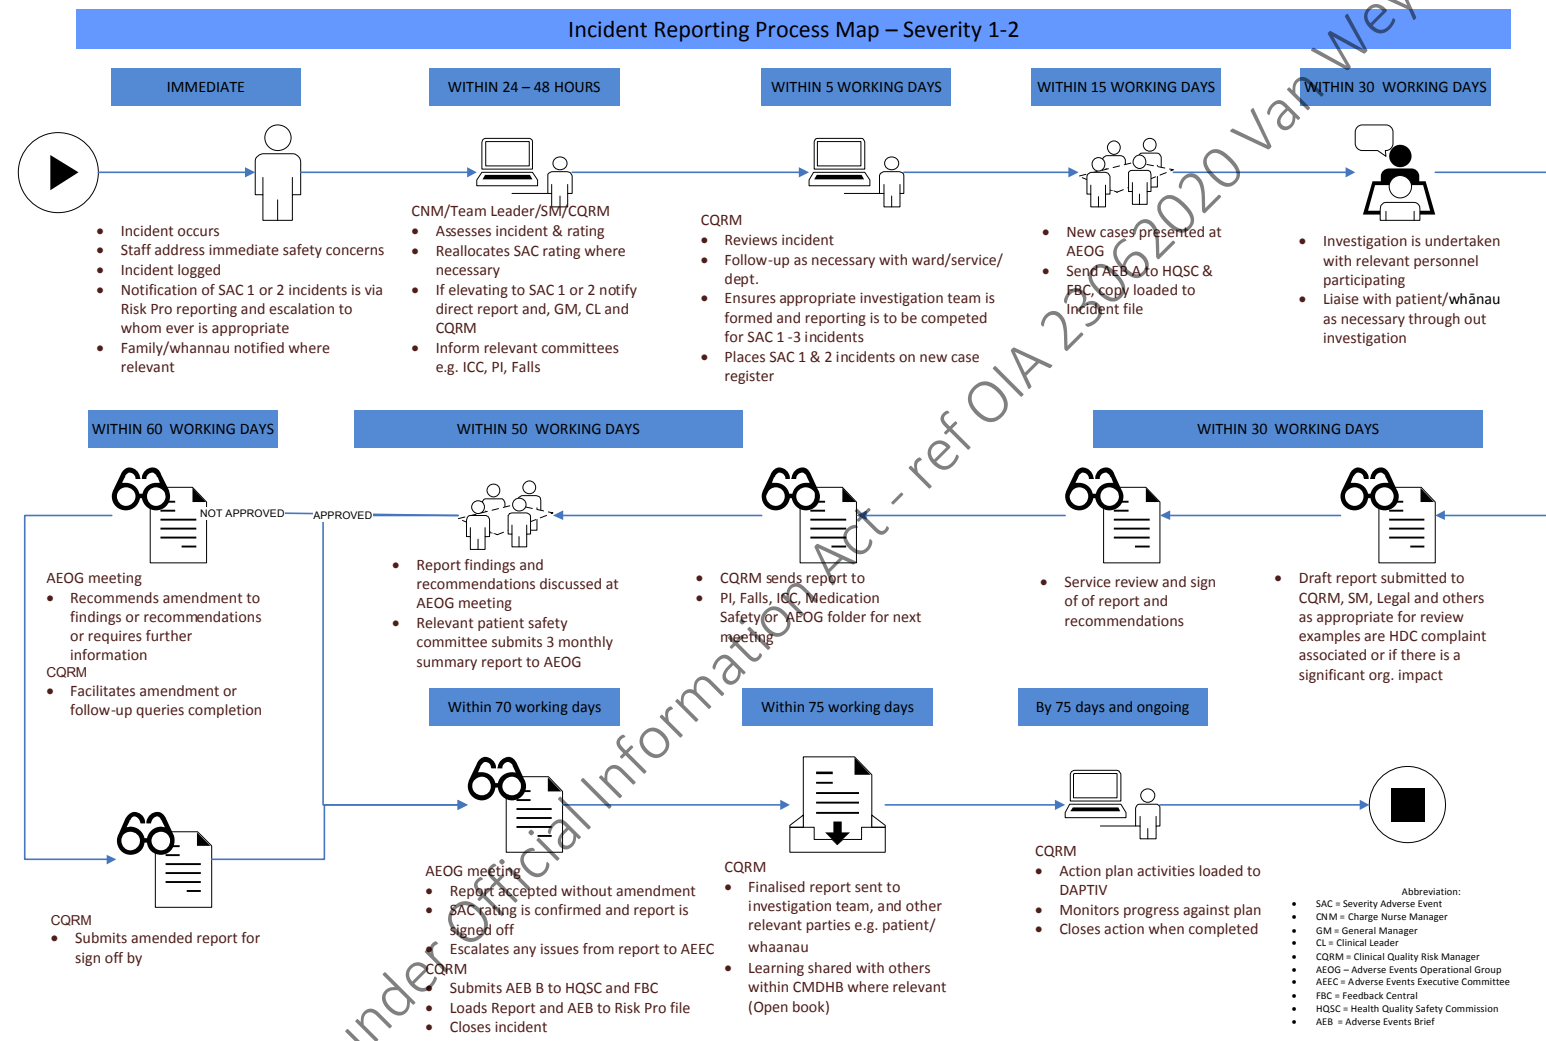 Incident Reporting Process Map – Severity 1-2
IMMEDIATE
WITHIN 24 – 48 HOURS
WITHIN 5 WORKING DAYS
WITHIN 15 WORKING DAYS
WITHIN 30 WORKING DAYS
• Incident occurs
• Staff address immediate safety concerns
• Incident logged
• Notification of SAC 1 or 2 incidents is via
Risk Pro reporting and escalation to
whom ever is appropriate
• Family/whannau notified where
relevant
CNM/Team Leader/SM/CQRM
• Assesses incident & rating
• Reallocates SAC rating where
necessary
• If elevating to SAC 1 or 2 notify
direct report and, GM, CL and
CQRM
• Inform relevant committees
e.g. ICC, PI, Falls
CQRM
• Reviews incident
• Follow-up as necessary with ward/service/
dept.
• Ensures appropriate investigation team is
formed and reporting is to be competed
for SAC 1 -3 incidents
• Places SAC 1 & 2 incidents on new case
register
• New cases presented at
AEOG
• Send AEB A to HQSC &
FBC, copy loaded to
Incident file
• Investigation is undertaken
with relevant personnel
participating
• Liaise with patient/whānau
as necessary through out
investigation
WITHIN 60 WORKING DAYS
WITHIN 50 WORKING DAYS
WITHIN 30 WORKING DAYS
NOT APPROVED
APPROVED
AEOG meeting
• Recommends amendment to
findings or recommendations
or requires further
information
CQRM
• Facilitates amendment or
follow-up queries completion
• Report findings and
recommendations discussed at
AEOG meeting
• Relevant patient safety
committee submits 3 monthly
summary report to AEOG
• CQRM sends report to
• PI, Falls, ICC, Medication
Safety or AEOG folder for next
meeting
• Service review and sign
of of report and
recommendations
• Draft report submitted to
CQRM, SM, Legal and others
as appropriate for review
examples are HDC complaint
associated or if there is a
significant org. impact
Within 70 working days
Within 75 working days
By 75 days and ongoing
CQRM
• Submits amended report for
sign off by
AEOG meeting
• Report accepted without amendment
• SAC rating is confirmed and report is
signed off
• Escalates any issues from report to AEEC
CQRM
• Submits AEB B to HQSC and FBC
• Loads Report and AEB to Risk Pro file
• Closes incident
CQRM
• Finalised report sent to
investigation team, and other
relevant parties e.g. patient/
whaanau
• Learning shared with others
within CMDHB where relevant
(Open book)
CQRM
• Action plan activities loaded to
DAPTIV
• Monitors progress against plan
• Closes action when completed
Abbreviation:
• SAC = Severity Adverse Event
• CNM = Charge Nurse Manager
• GM = General Manager
• CL = Clinical Leader
• CQRM = Clinical Quality Risk Manager
• AEOG – Adverse Events Operational Group
• AEEC = Adverse Events Executive Committee
• FBC = Feedback Central
• HQSC = Health Quality Safety Commission
• AEB = Adverse Events Brief
under Official Information Act - ref OIA 23062020 Van Wey